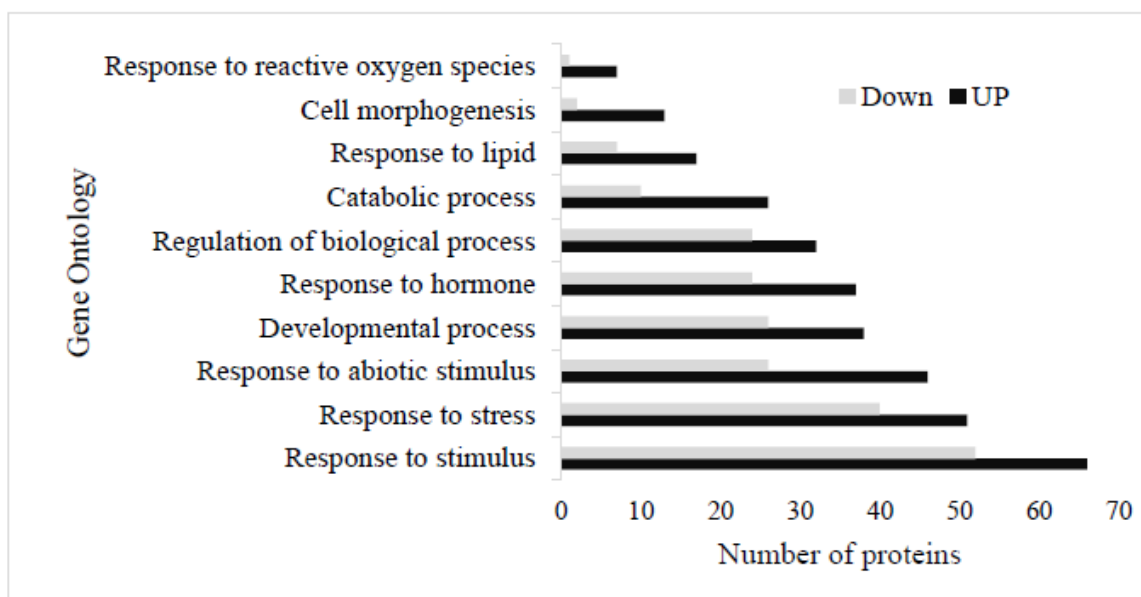 Response to reactive oxygen species
Cell morphogenesis
Response to lipid
Catabolic process
Regulation of biological process
Response to hormone
Developmental process
Response to abiotic stimulus
Response to stress
Response to stimulus
Gene Ontology
Down UP
0 10 20 30 40 50 60 70
Number of proteins